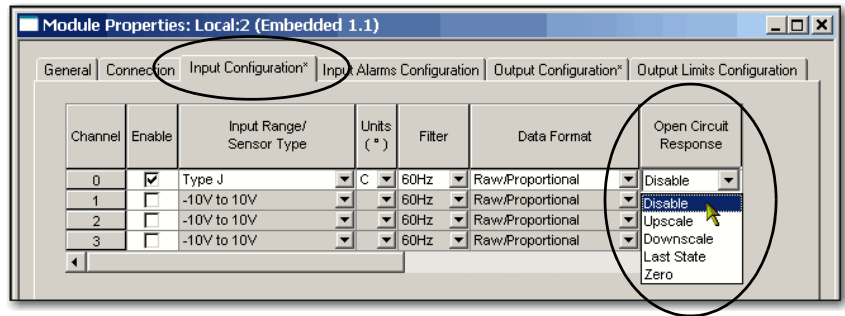 Module Properties: Local:2 (Embedded 1.1)
General Connection Input Configuration* Input Alarms Configuration Output Configuration* Output Limits Configuration
Channel Enable Input Range/ Sensor Type Units (°) Filter Data Format Open Circuit Response
0 Type J C 60Hz Raw/Proportional Disable
1 -10V to 10V 60Hz Raw/Proportional Disable
2 -10V to 10V 60Hz Raw/Proportional Upscale
3 -10V to 10V 60Hz Raw/Proportional Downscale
Last State
Zero